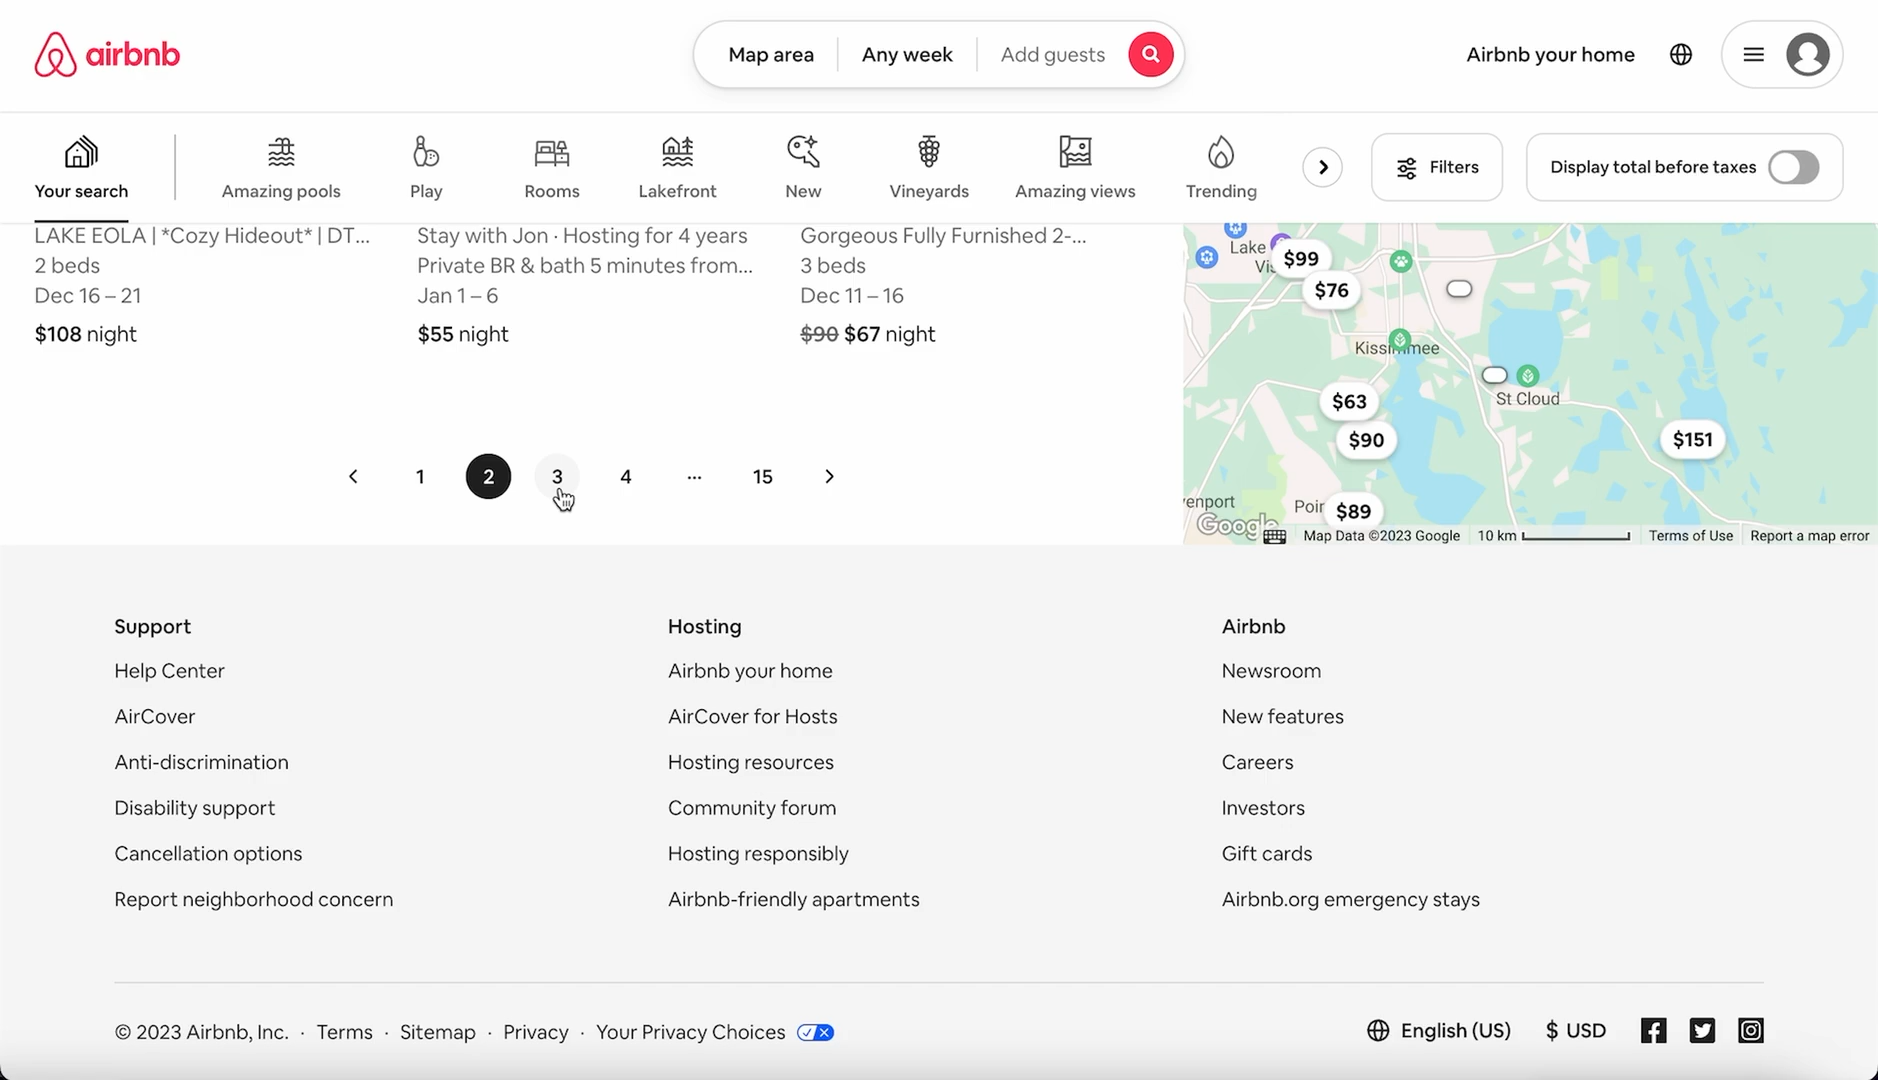 airbnb
Map area
Any week
Add guests
Airbnb your home
Your search
Amazing pools
Play
Rooms
Lakefront
New
Vineyards
Amazing views
Trending
Filters
Display total before taxes
LAKE EOLA | *Cozy Hideout* | DT...
2 beds
Dec 16 – 21
$108 night
Stay with Jon · Hosting for 4 years
Private BR & bath 5 minutes from...
Jan 1 – 6
$55 night
Gorgeous Fully Furnished 2-...
3 beds
Dec 11 – 16
$90 $67 night
Lake
$99
$76
Kissimmee
St Cloud
$63
$90
$151
$89
Google
Map Data ©2023 Google
10 km
Terms of Use
Report a map error
1 2 3 4 ... 15
Support
Help Center
AirCover
Anti-discrimination
Disability support
Cancellation options
Report neighborhood concern
Hosting
Airbnb your home
AirCover for Hosts
Hosting resources
Community forum
Hosting responsibly
Airbnb-friendly apartments
Airbnb
Newsroom
New features
Careers
Investors
Gift cards
Airbnb.org emergency stays
© 2023 Airbnb, Inc. · Terms · Sitemap · Privacy · Your Privacy Choices
English (US)
$ USD